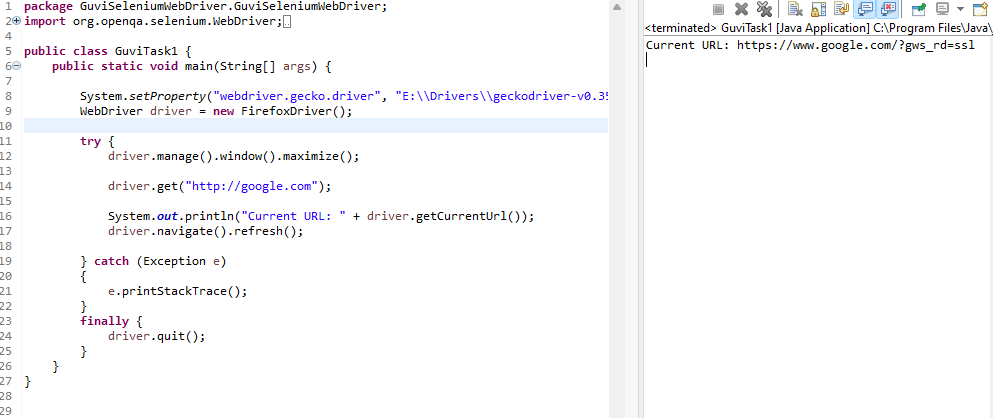 1 package GuviSeleniumWebDriver.GuviSeleniumWebDriver;
2 import org.openqa.selenium.WebDriver;
4
5 public class GuviTask1 {
6 public static void main(String[] args) {
7
8 System.setProperty("webdriver.gecko.driver", "E:\\Drivers\\geckodriver-v0.35
9 WebDriver driver = new FirefoxDriver();
10
11 try {
12 driver.manage().window().maximize();
13
14 driver.get("http://google.com");
15
16 System.out.println("Current URL: " + driver.getCurrentUrl());
17 driver.navigate().refresh();
18
19 } catch (Exception e)
20 {
21 e.printStackTrace();
22 }
23 finally {
24 driver.quit();
25 }
26 }
27 }
28
29
<terminated> GuviTask1 [Java Application] C:\Program Files\Java\
Current URL: https://www.google.com/?gws_rd=ssl